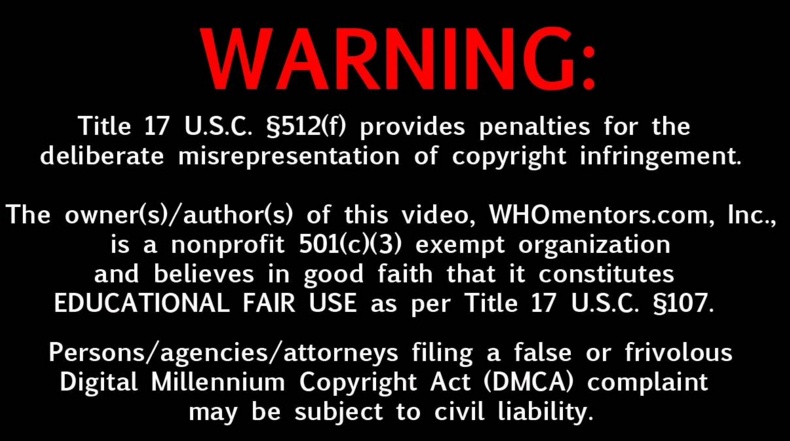 WARNING:
Title 17 U.S.C. §512(f) provides penalties for the
deliberate misrepresentation of copyright infringement.
The owner(s)/author(s) of this video, WHOmentors.com, Inc.,
is a nonprofit 501(c)(3) exempt organization
and believes in good faith that it constitutes
EDUCATIONAL FAIR USE as per Title 17 U.S.C. §107.
Persons/agencies/attorneys filing a false or frivolous
Digital Millennium Copyright Act (DMCA) complaint
may be subject to civil liability.